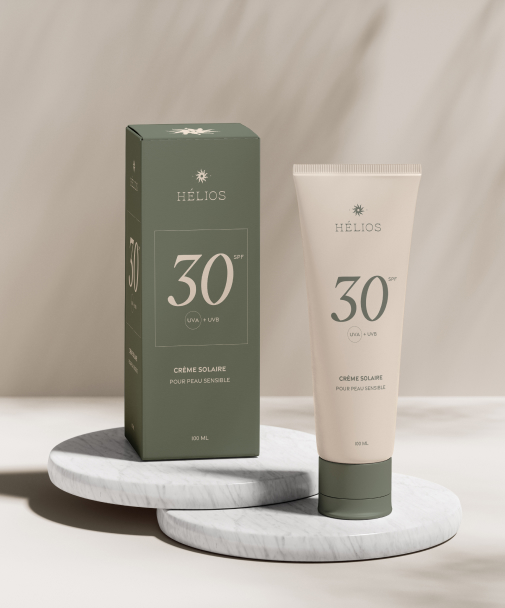 HÉLIOS
30 SPF
UVA + UVB
CRÈME SOLAIRE
POUR PEAU SENSIBLE
100 ML
30
HÉLIOS
30 SPF
UVA + UVB
CRÈME SOLAIRE
POUR PEAU SENSIBLE
100 ML